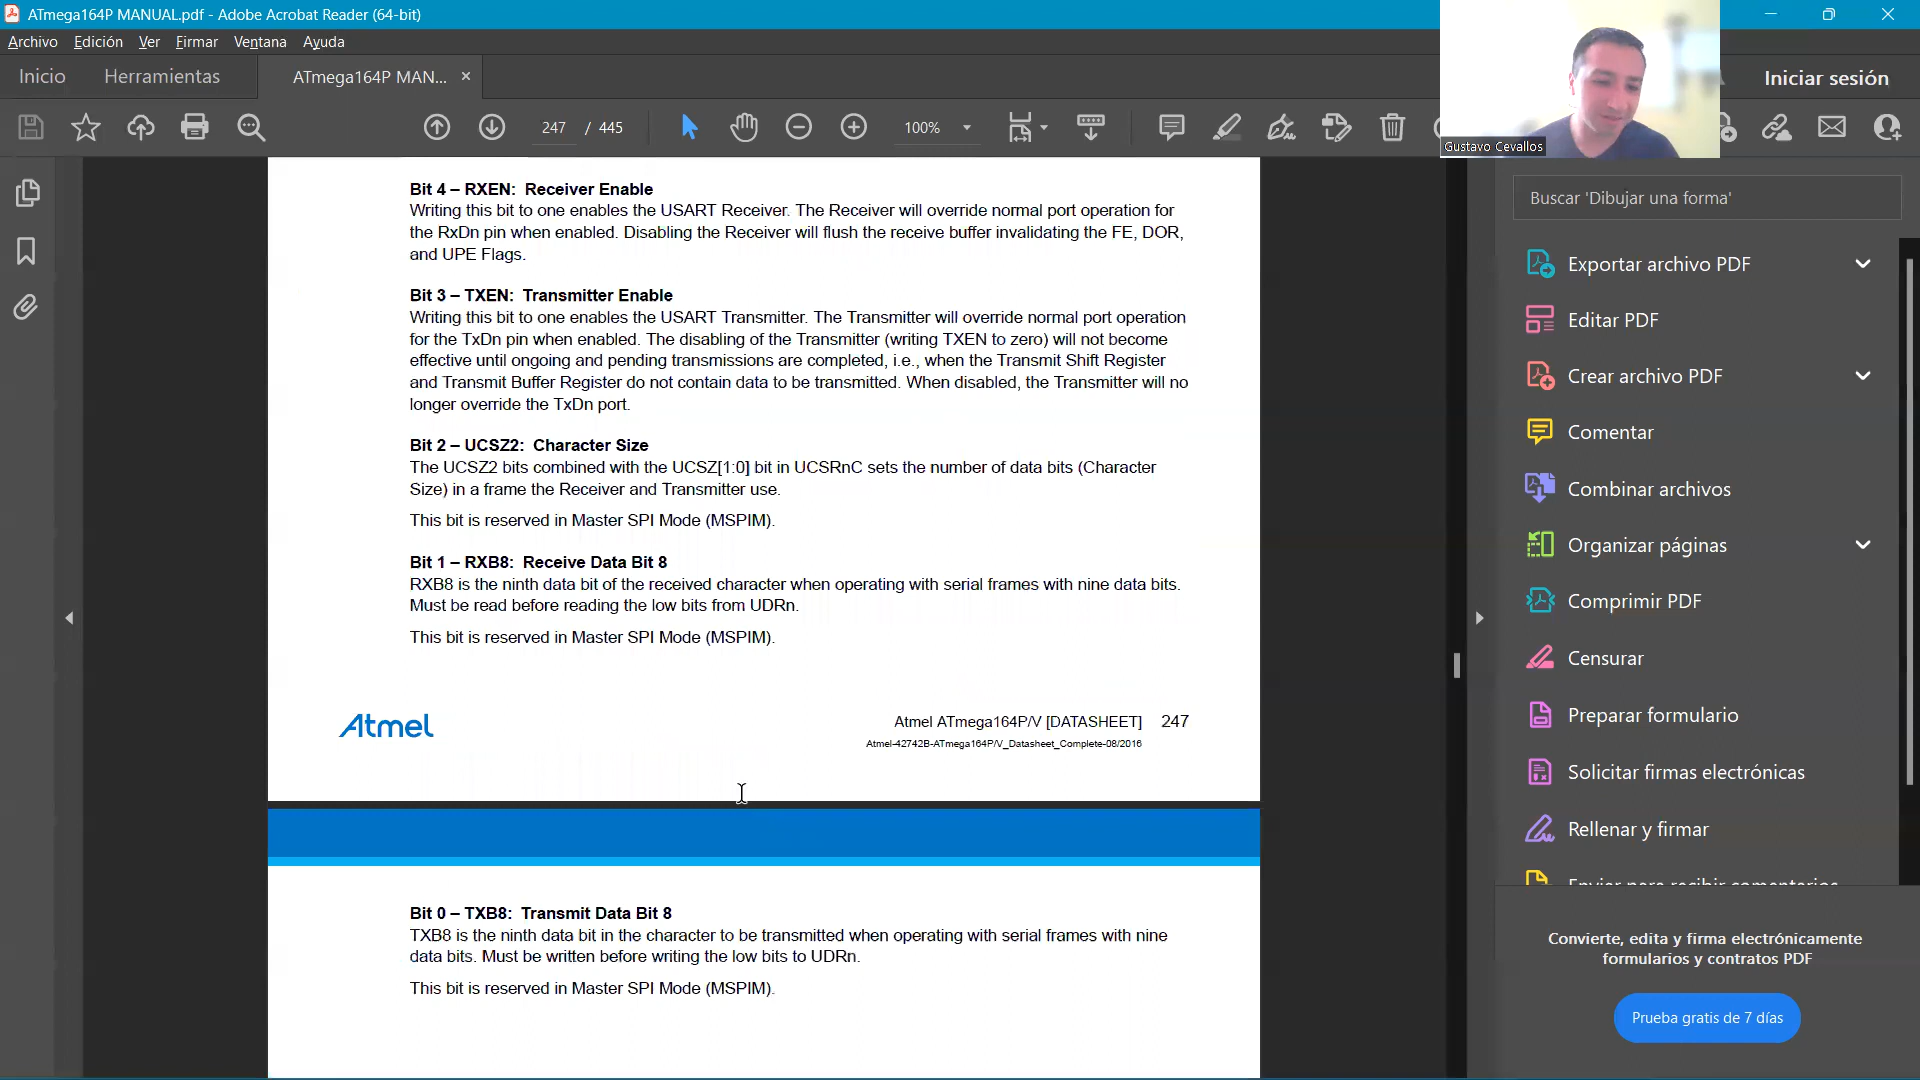 ATmega164P MANUAL.pdf - Adobe Acrobat Reader (64-bit)
Archivo Edición Ver Firmar Ventana Ayuda
Inicio Herramientas ATmega164P MAN... Iniciar sesión
247 / 445 100%
Gustavo Cevallos
Bit 4 – RXEN: Receiver Enable
Writing this bit to one enables the USART Receiver. The Receiver will override normal port operation for
the RxDn pin when enabled. Disabling the Receiver will flush the receive buffer invalidating the FE, DOR,
and UPE Flags.
Bit 3 – TXEN: Transmitter Enable
Writing this bit to one enables the USART Transmitter. The Transmitter will override normal port operation
for the TxDn pin when enabled. The disabling of the Transmitter (writing TXEN to zero) will not become
effective until ongoing and pending transmissions are completed, i.e., when the Transmit Shift Register
and Transmit Buffer Register do not contain data to be transmitted. When disabled, the Transmitter will no
longer override the TxDn port.
Bit 2 – UCSZ2: Character Size
The UCSZ2 bits combined with the UCSZ[1:0] bit in UCSRnC sets the number of data bits (Character
Size) in a frame the Receiver and Transmitter use.
This bit is reserved in Master SPI Mode (MSPIM).
Bit 1 – RXB8: Receive Data Bit 8
RXB8 is the ninth data bit of the received character when operating with serial frames with nine data bits.
Must be read before reading the low bits from UDRn.
This bit is reserved in Master SPI Mode (MSPIM).
Atmel
Atmel ATmega164P/V [DATASHEET] 247
Atmel-42742B-ATmega164P/V_Datasheet_Complete-08/2016
Bit 0 – TXB8: Transmit Data Bit 8
TXB8 is the ninth data bit in the character to be transmitted when operating with serial frames with nine
data bits. Must be written before writing the low bits to UDRn.
This bit is reserved in Master SPI Mode (MSPIM).
Buscar 'Dibujar una forma'
Exportar archivo PDF
Editar PDF
Crear archivo PDF
Comentar
Combinar archivos
Organizar páginas
Comprimir PDF
Censurar
Preparar formulario
Solicitar firmas electrónicas
Rellenar y firmar
Enviar para recibir comentarios
Convierte, edita y firma electrónicamente
formularios y contratos PDF
Prueba gratis de 7 días